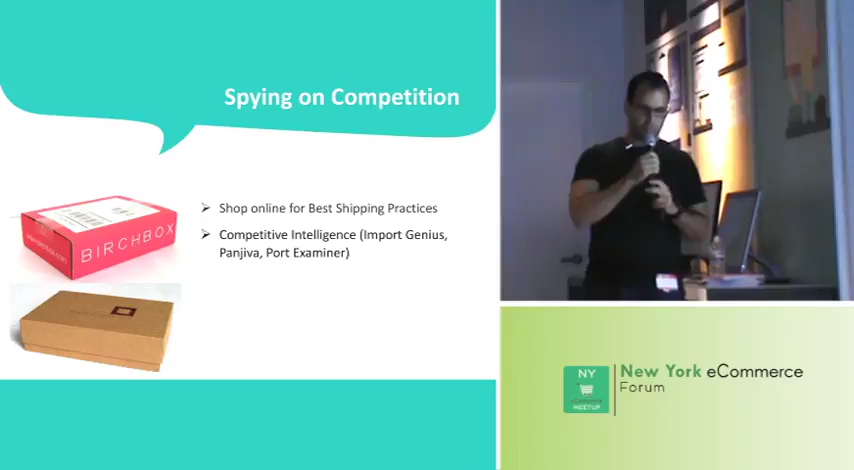 Spying on Competition
Shop online for Best Shipping Practices
Competitive Intelligence (Import Genius,
Panjiva, Port Examiner)
BIRCHBOX
NY
eCommerce
MEETUP
New York eCommerce
Forum